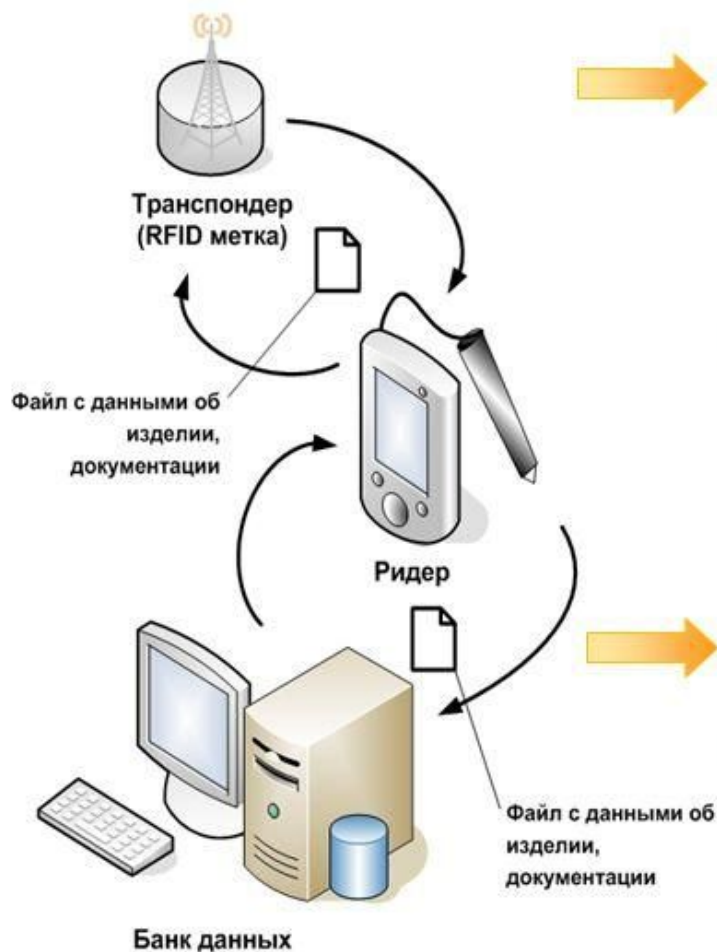 Транспондер
(RFID метка)
Файл с данными об
изделии,
документации
Ридер
Файл с данными об
изделии,
документации
Банк данных